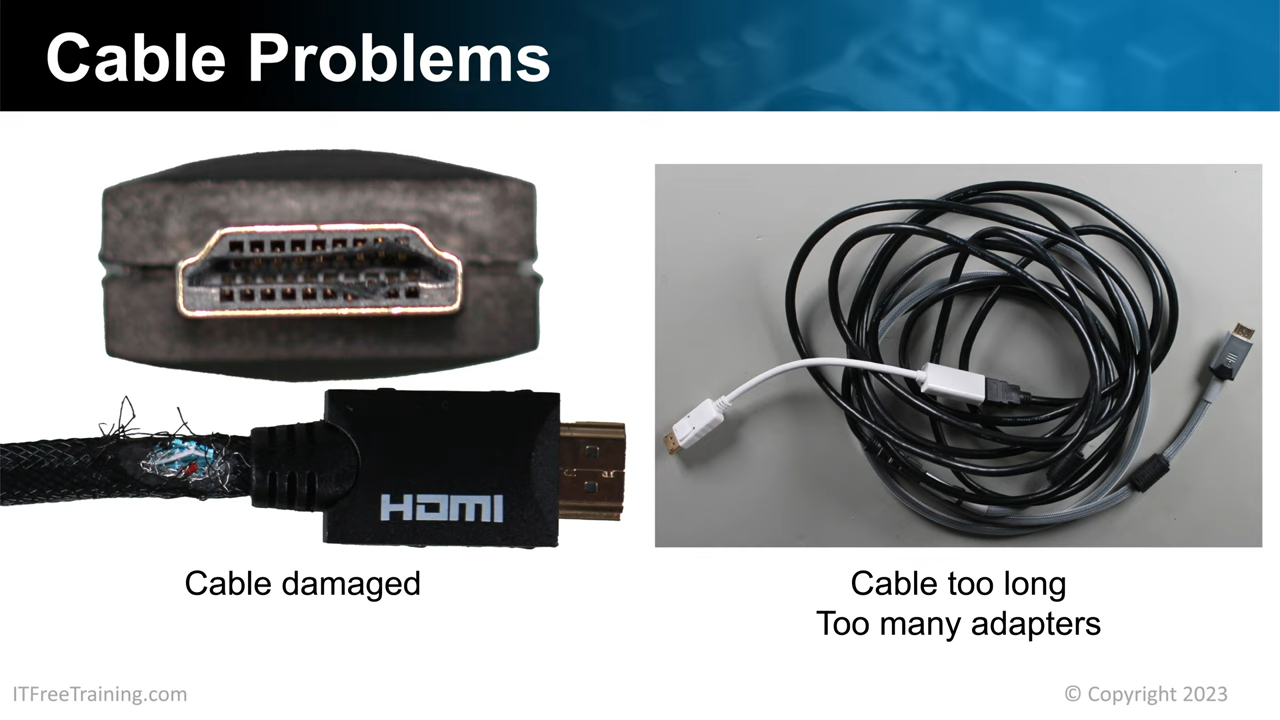 Cable Problems
HDMI
Cable damaged
Cable too long
Too many adapters
ITFreeTraining.com
© Copyright 2023